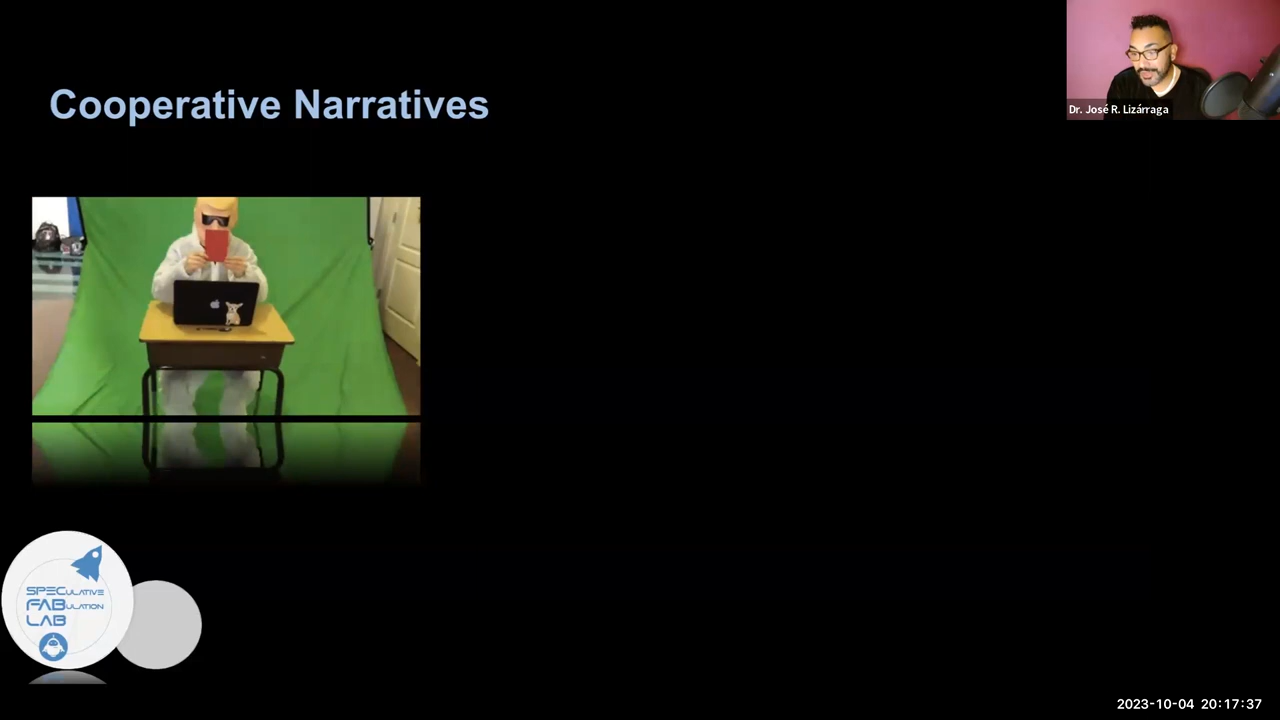 Cooperative Narratives
Dr. José R. Lizárraga
SPECULATIVE
FABULATION
LAB
2023-10-04 20:17:37